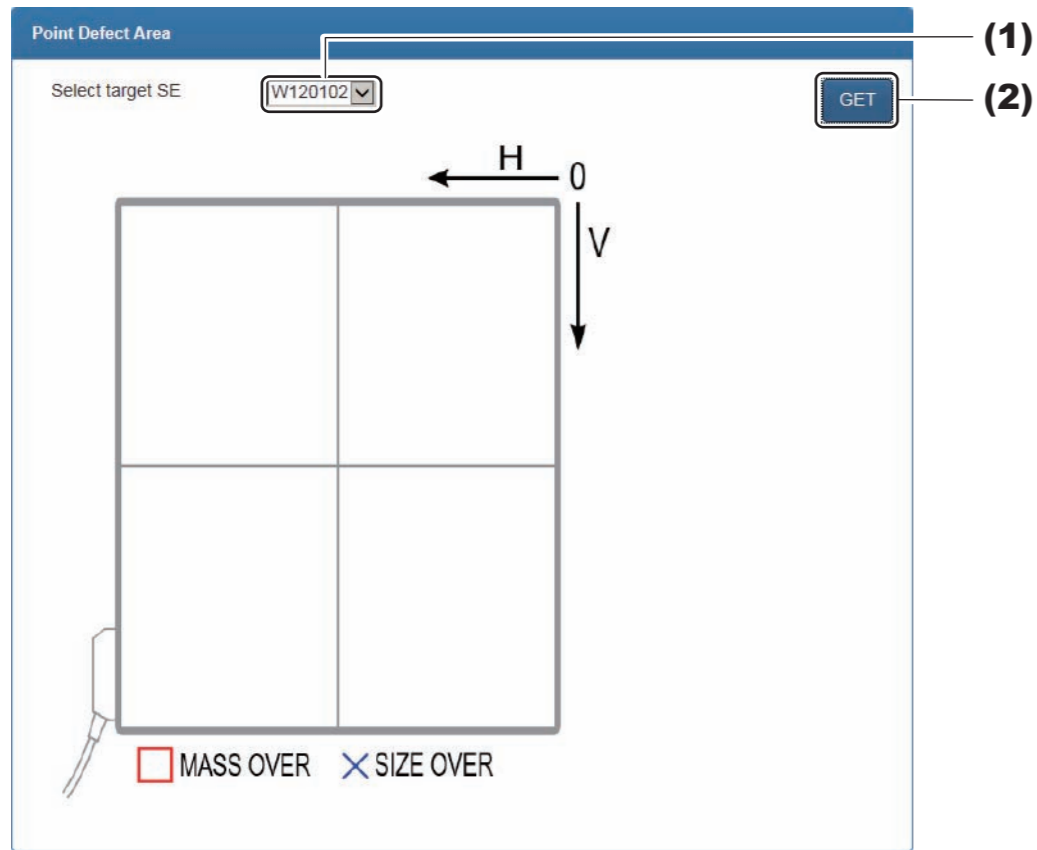 Point Defect Area
(1)
Select target SE W120102 GET
(2)
H
0
V
MASS OVER SIZE OVER